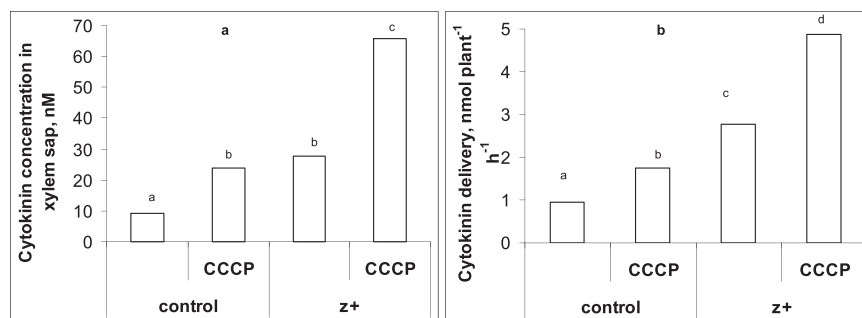 a
Cytokinin concentration in
xylem sap, nM
70
60
50
40
30
20
10
0
a
b
b
c
CCCP
CCCP
control
z+
b
Cytokinin delivery, nmol plant⁻¹
h⁻¹
5
4
3
2
1
0
a
b
c
d
CCCP
CCCP
control
z+